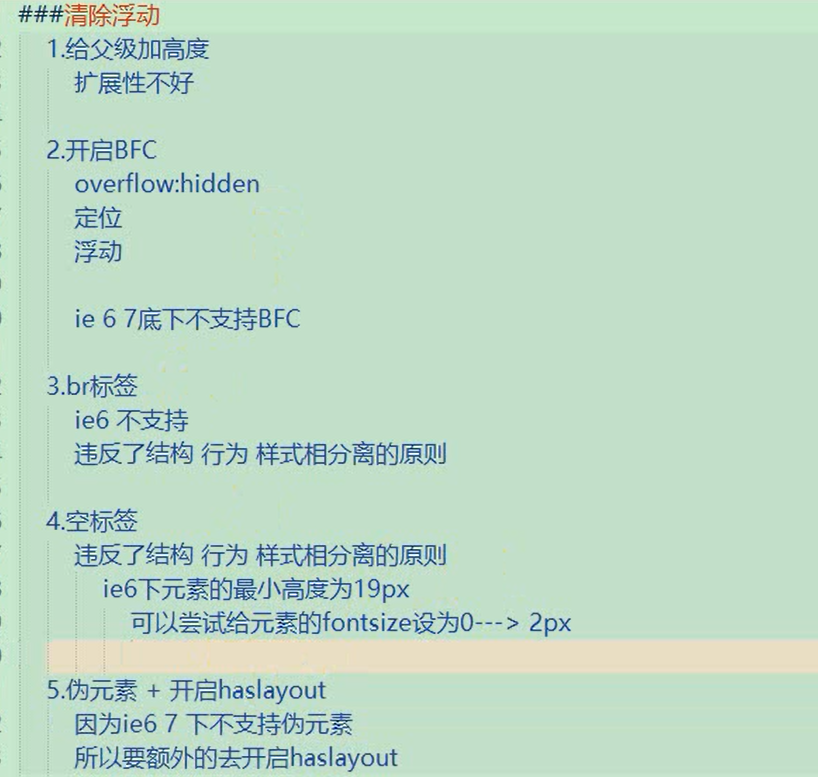 ###清除浮动
1.给父级加高度
扩展性不好
2.开启BFC
overflow:hidden
定位
浮动
ie 6 7底下不支持BFC
3.br标签
ie6 不支持
违反了结构 行为 样式相分离的原则
4.空标签
违反了结构 行为 样式相分离的原则
ie6下元素的最小高度为19px
可以尝试给元素的fontsize设为0---> 2px
5.伪元素 + 开启haslayout
因为ie6 7 下不支持伪元素
所以要额外的去开启haslayout